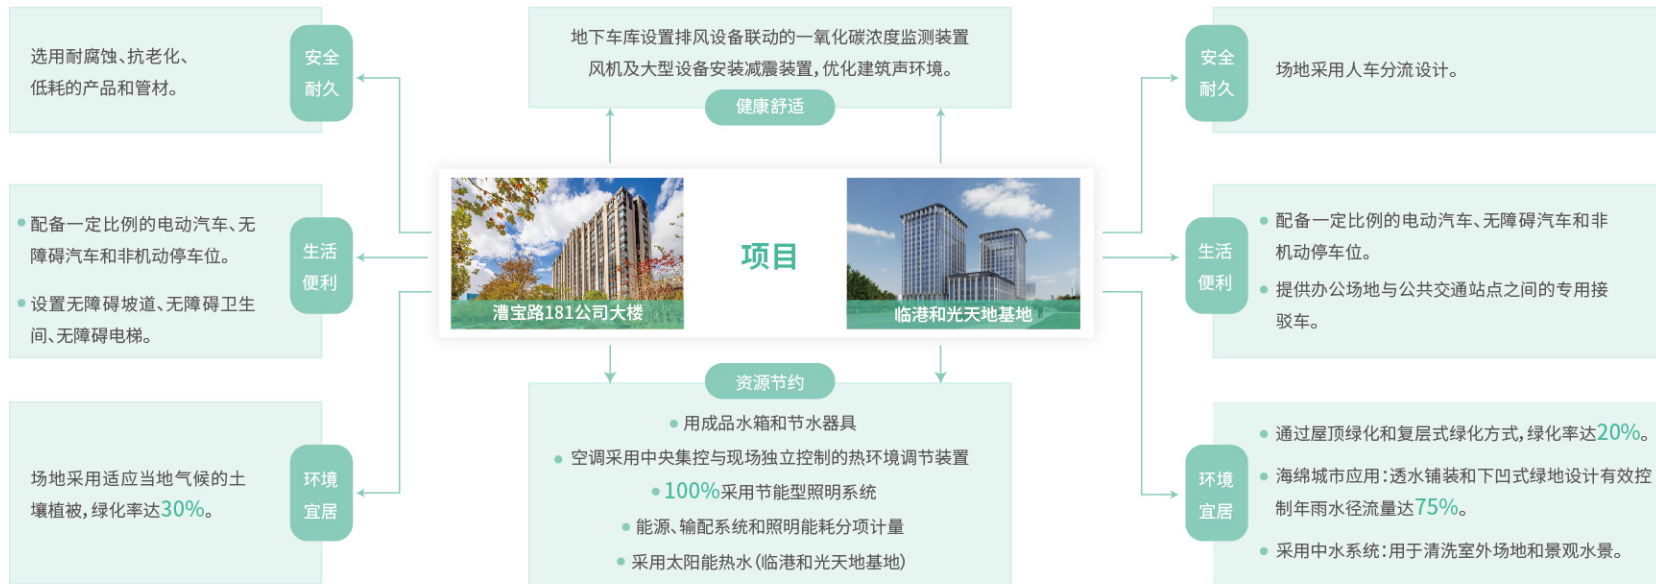 选用耐腐蚀、抗老化、
低耗的产品和管材。
安全
耐久
配备一定比例的电动汽车、无
障碍汽车和非机动停车位。
设置无障碍坡道、无障碍卫生
间、无障碍电梯。
生活
便利
场地采用适应当地气候的土
壤植被,绿化率达30%。
环境
宜居
地下车库设置排风设备联动的一氧化碳浓度监测装置
风机及大型设备安装减震装置,优化建筑声环境。
健康舒适
项目
漕宝路181公司大楼
临港和光天地基地
资源节约
用成品水箱和节水器具
空调采用中央集控与现场独立控制的热环境调节装置
100%采用节能型照明系统
能源、输配系统和照明能耗分项计量
采用太阳能热水(临港和光天地基地)
安全
耐久
场地采用人车分流设计。
生活
便利
配备一定比例的电动汽车、无障碍汽车和非
机动停车位。
提供办公场地与公共交通站点之间的专用接
驳车。
环境
宜居
通过屋顶绿化和复层式绿化方式,绿化率达20%。
海绵城市应用:透水铺装和下凹式绿地设计有效控
制年雨水径流量达75%。
采用中水系统:用于清洗室外场地和景观水景。